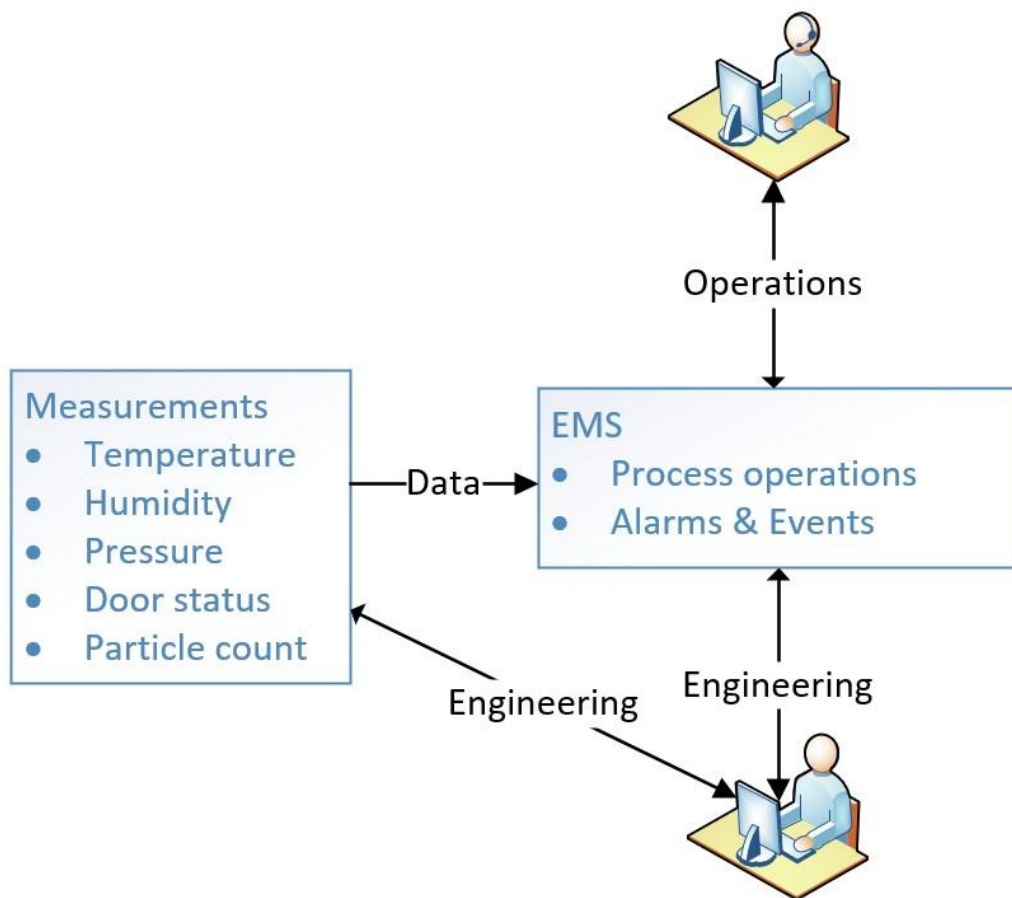 Operations
Measurements
● Temperature
● Humidity
● Pressure
● Door status
● Particle count
Data
EMS
● Process operations
● Alarms & Events
Engineering
Engineering